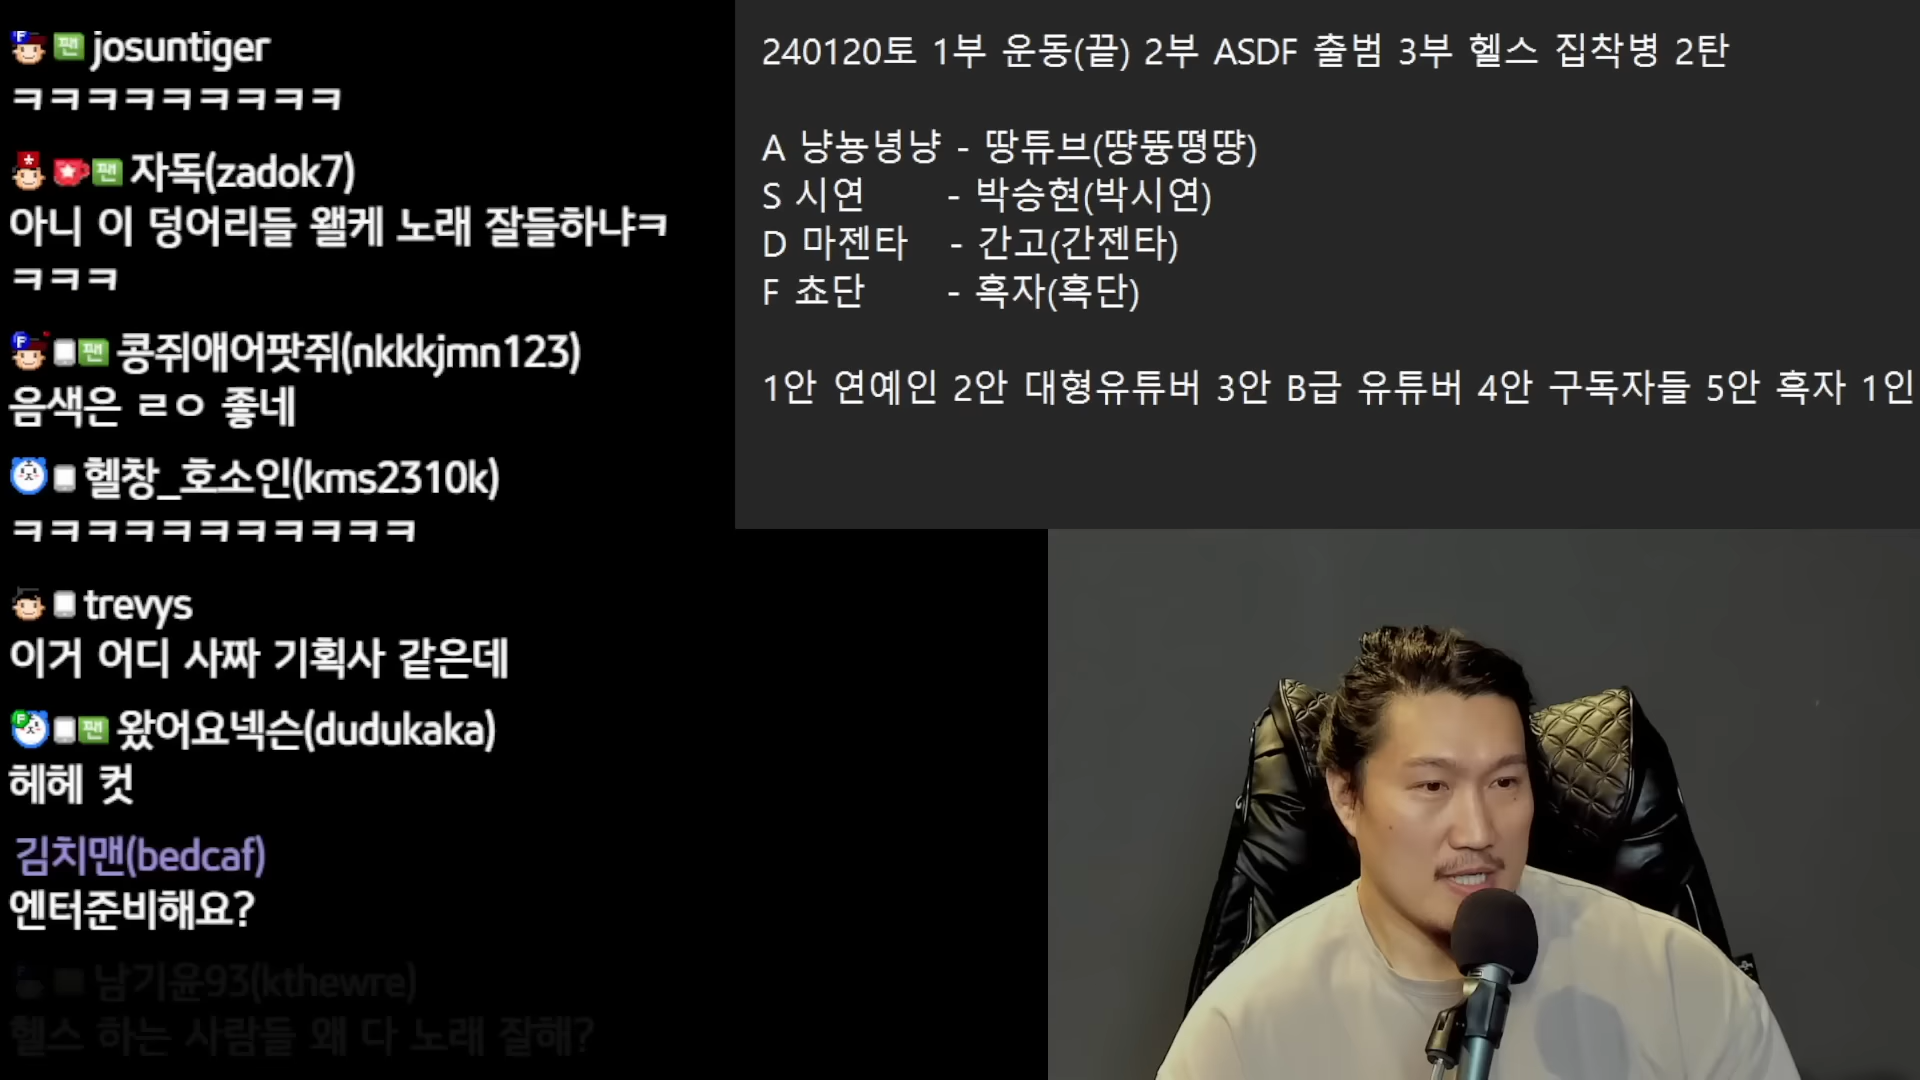 josuntiger
ㅋㅋㅋㅋㅋㅋㅋㅋㅋ
자독(zadok7)
아니 이 덩어리들 웰케 노래 잘들하냐ㅋ
ㅋㅋㅋ
콩쥐애어팟쥐(nkkkjmn123)
음색은 ㄹㅇ 좋네
헬창_호소인(kms2310k)
ㅋㅋㅋㅋㅋㅋㅋㅋㅋㅋㅋ
trevys
이거 어디 사짜 기획사 같은데
왔어요넥슨(dudukaka)
헤헤 컷
김치맨(bedcaf)
엔터준비해요?
남기윤93(kthewre)
헬스 하는 사람들 왜 다 노래 잘해?
240120토 1부 운동(끝) 2부 ASDF 출범 3부 헬스 집착병 2탄
A 냥뇽녕냥 - 땅튜브(땽뜡뗭땽)
S 시연 - 박승현(박시연)
D 마젠타 - 간고(간젠타)
F 쵸단 - 흑자(흑단)
1안 연예인 2안 대형유튜버 3안 B급 유튜버 4안 구독자들 5안 흑자 1인